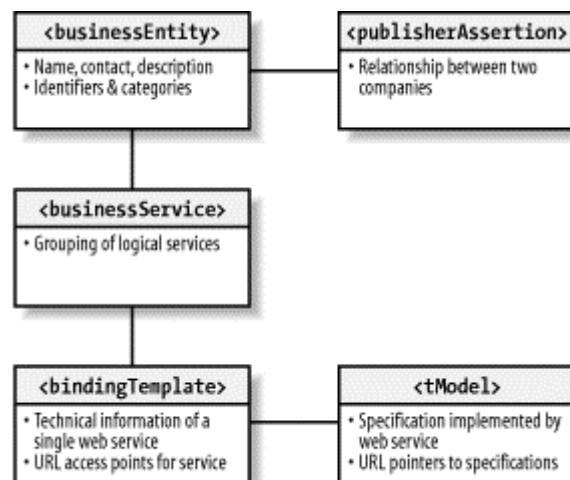 <businessEntity>
• Name, contact, description
• Identifiers & categories
<publisherAssertion>
• Relationship between two
companies
<businessService>
• Grouping of logical services
<bindingTemplate>
• Technical information of a
single web service
• URL access points for service
<tModel>
• Specification implemented by
web service
• URL pointers to specifications